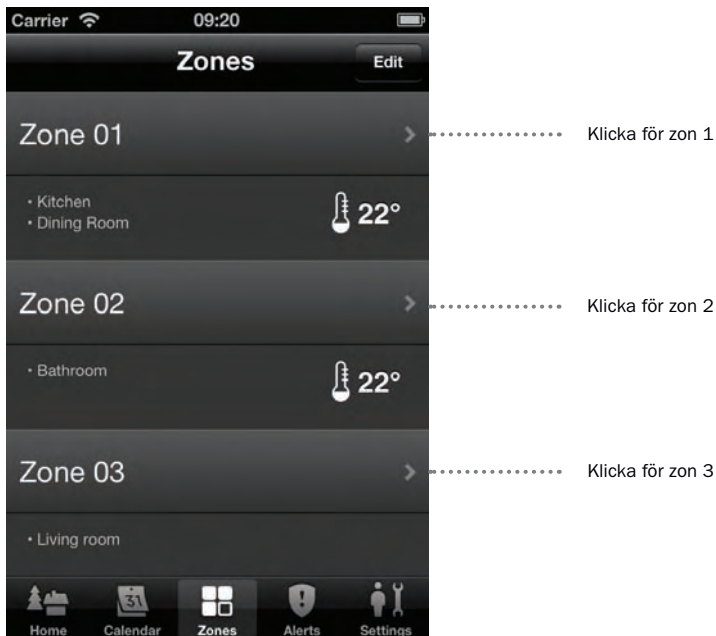 Carrier 09:20
Zones Edit
Zone 01 Klicka för zon 1
• Kitchen
• Dining Room
22°
Zone 02 Klicka för zon 2
• Bathroom
22°
Zone 03 Klicka för zon 3
• Living room
31
Home Calendar Zones Alerts Settings